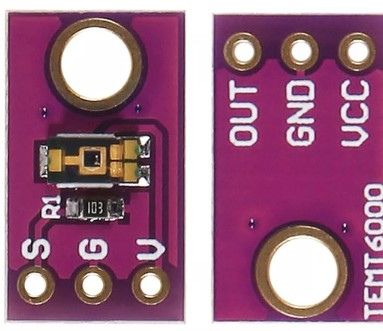 R1
103
S G V
OUT GND VCC
TEMT6000